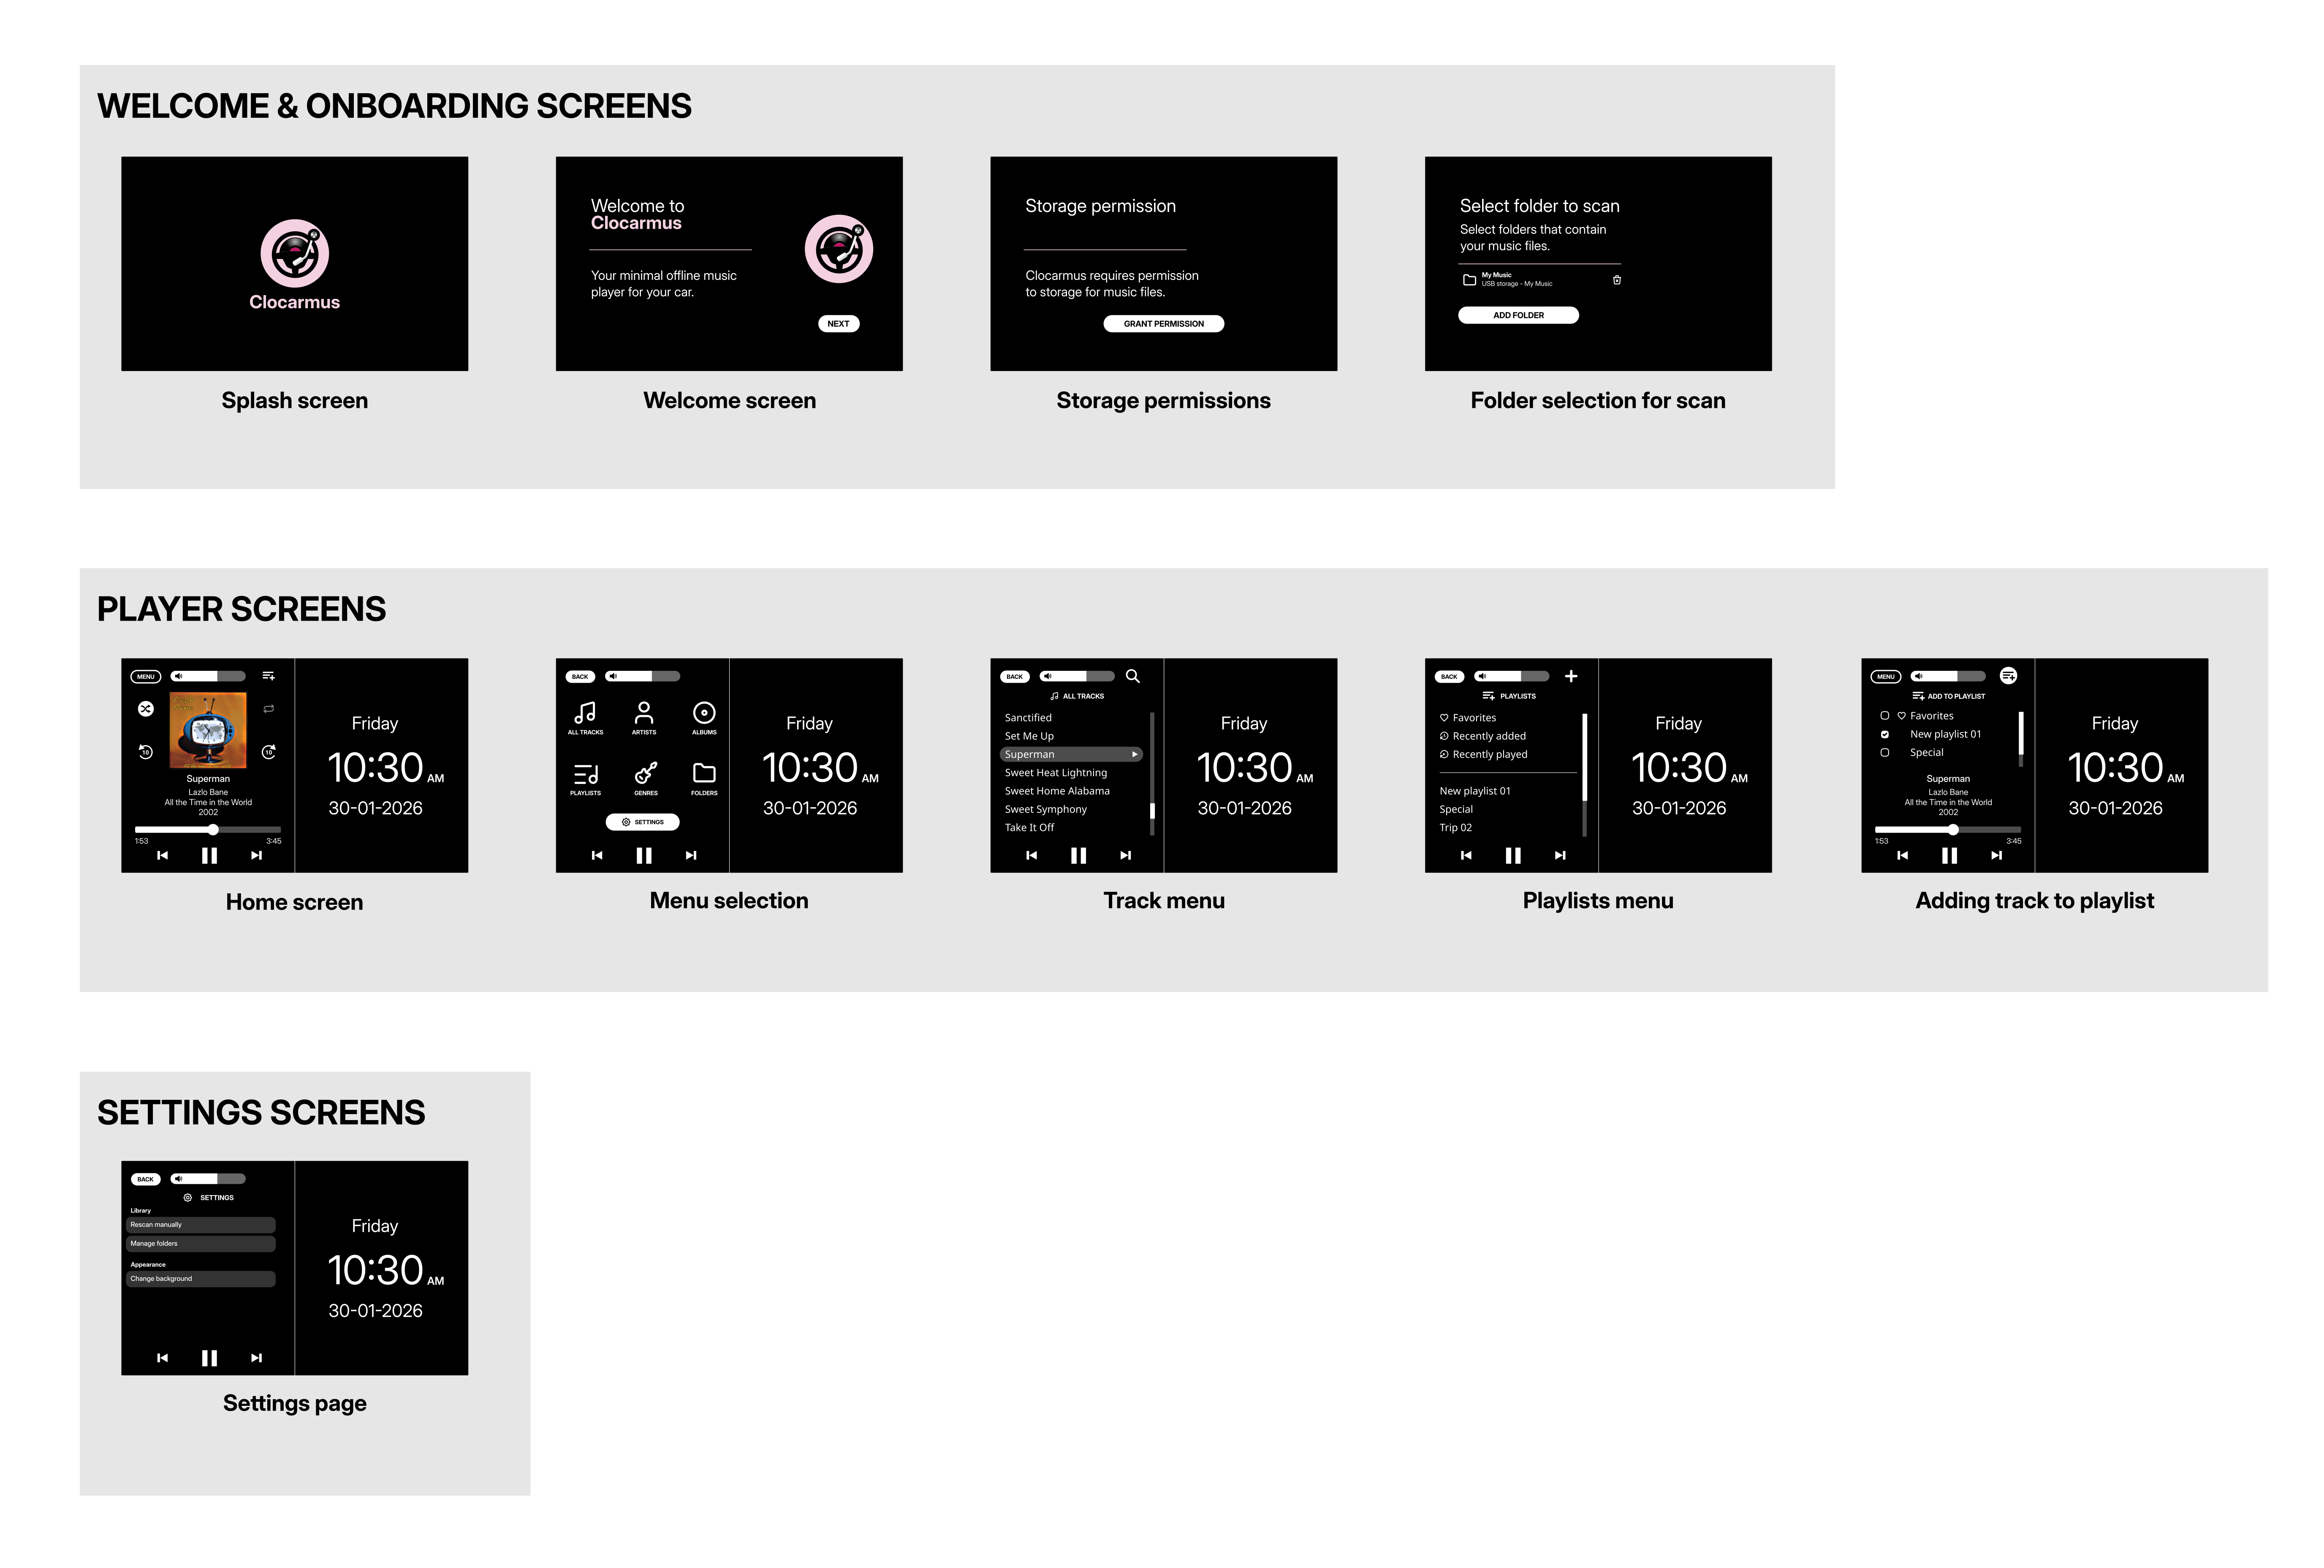 WELCOME & ONBOARDING SCREENS
Clocarmus
Splash screen
Welcome to
Clocarmus
Your minimal offline music
player for your car.
NEXT
Welcome screen
Storage permission
Clocarmus requires permission
to storage for music files.
GRANT PERMISSION
Storage permissions
Select folder to scan
Select folders that contain
your music files.
My Music
USB storage - My Music
ADD FOLDER
Folder selection for scan
PLAYER SCREENS
MENU
10
10
Superman
Lazlo Bane
All the Time in the World
2002
1:53
3:45
Friday
10:30 AM
30-01-2026
Home screen
BACK
ALL TRACKS
ARTISTS
ALBUMS
PLAYLISTS
GENRES
FOLDERS
SETTINGS
Friday
10:30 AM
30-01-2026
Menu selection
BACK
ALL TRACKS
Sanctified
Set Me Up
Superman
Sweet Heat Lightning
Sweet Home Alabama
Sweet Symphony
Take It Off
Friday
10:30 AM
30-01-2026
Track menu
BACK
PLAYLISTS
Favorites
Recently added
Recently played
New playlist 01
Special
Trip 02
Friday
10:30 AM
30-01-2026
Playlists menu
MENU
ADD TO PLAYLIST
Favorites
New playlist 01
Special
Superman
Lazlo Bane
All the Time in the World
2002
1:53
3:45
Friday
10:30 AM
30-01-2026
Adding track to playlist
SETTINGS SCREENS
BACK
SETTINGS
Library
Rescan manually
Manage folders
Appearance
Change background
Friday
10:30 AM
30-01-2026
Settings page